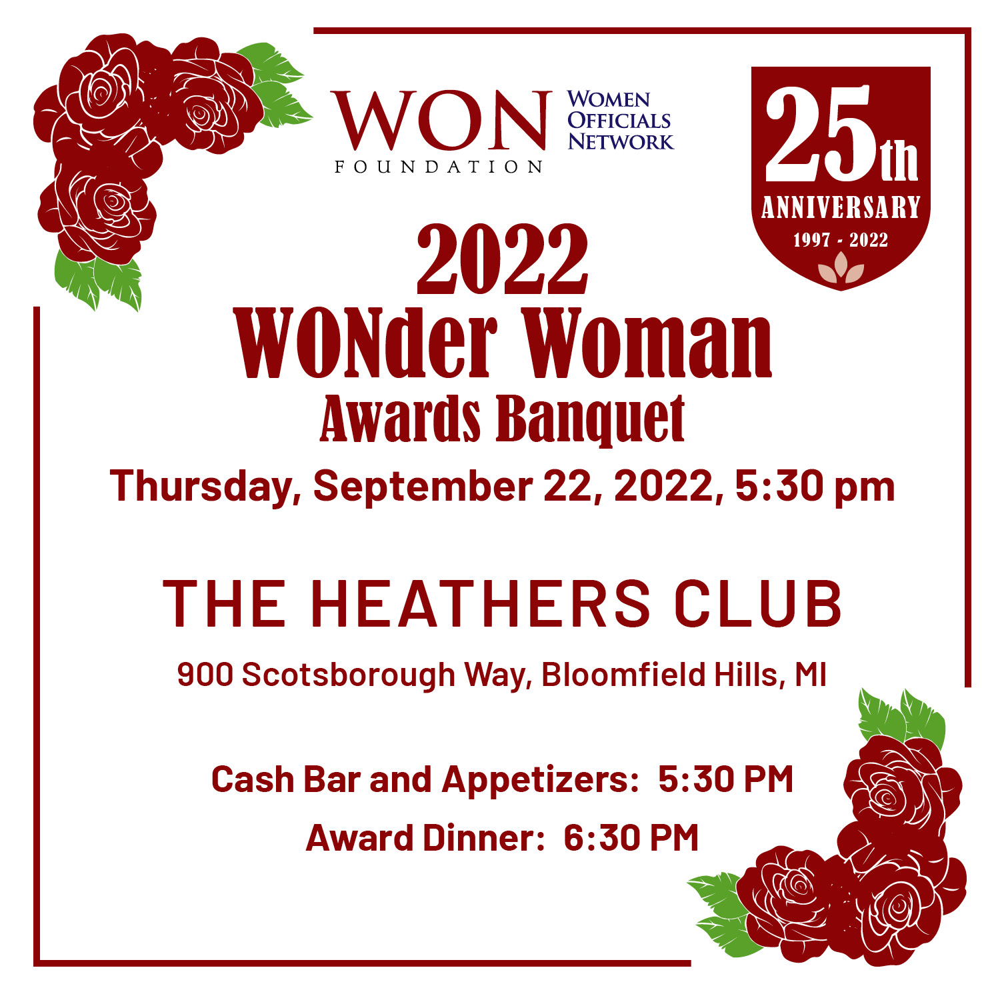 WON
FOUNDATION
WOMEN
OFFICIALS
NETWORK
25th
ANNIVERSARY
1997 - 2022
2022
WONder Woman
Awards Banquet
Thursday, September 22, 2022, 5:30 pm
THE HEATHERS CLUB
900 Scotsborough Way, Bloomfield Hills, MI
Cash Bar and Appetizers: 5:30 PM
Award Dinner: 6:30 PM